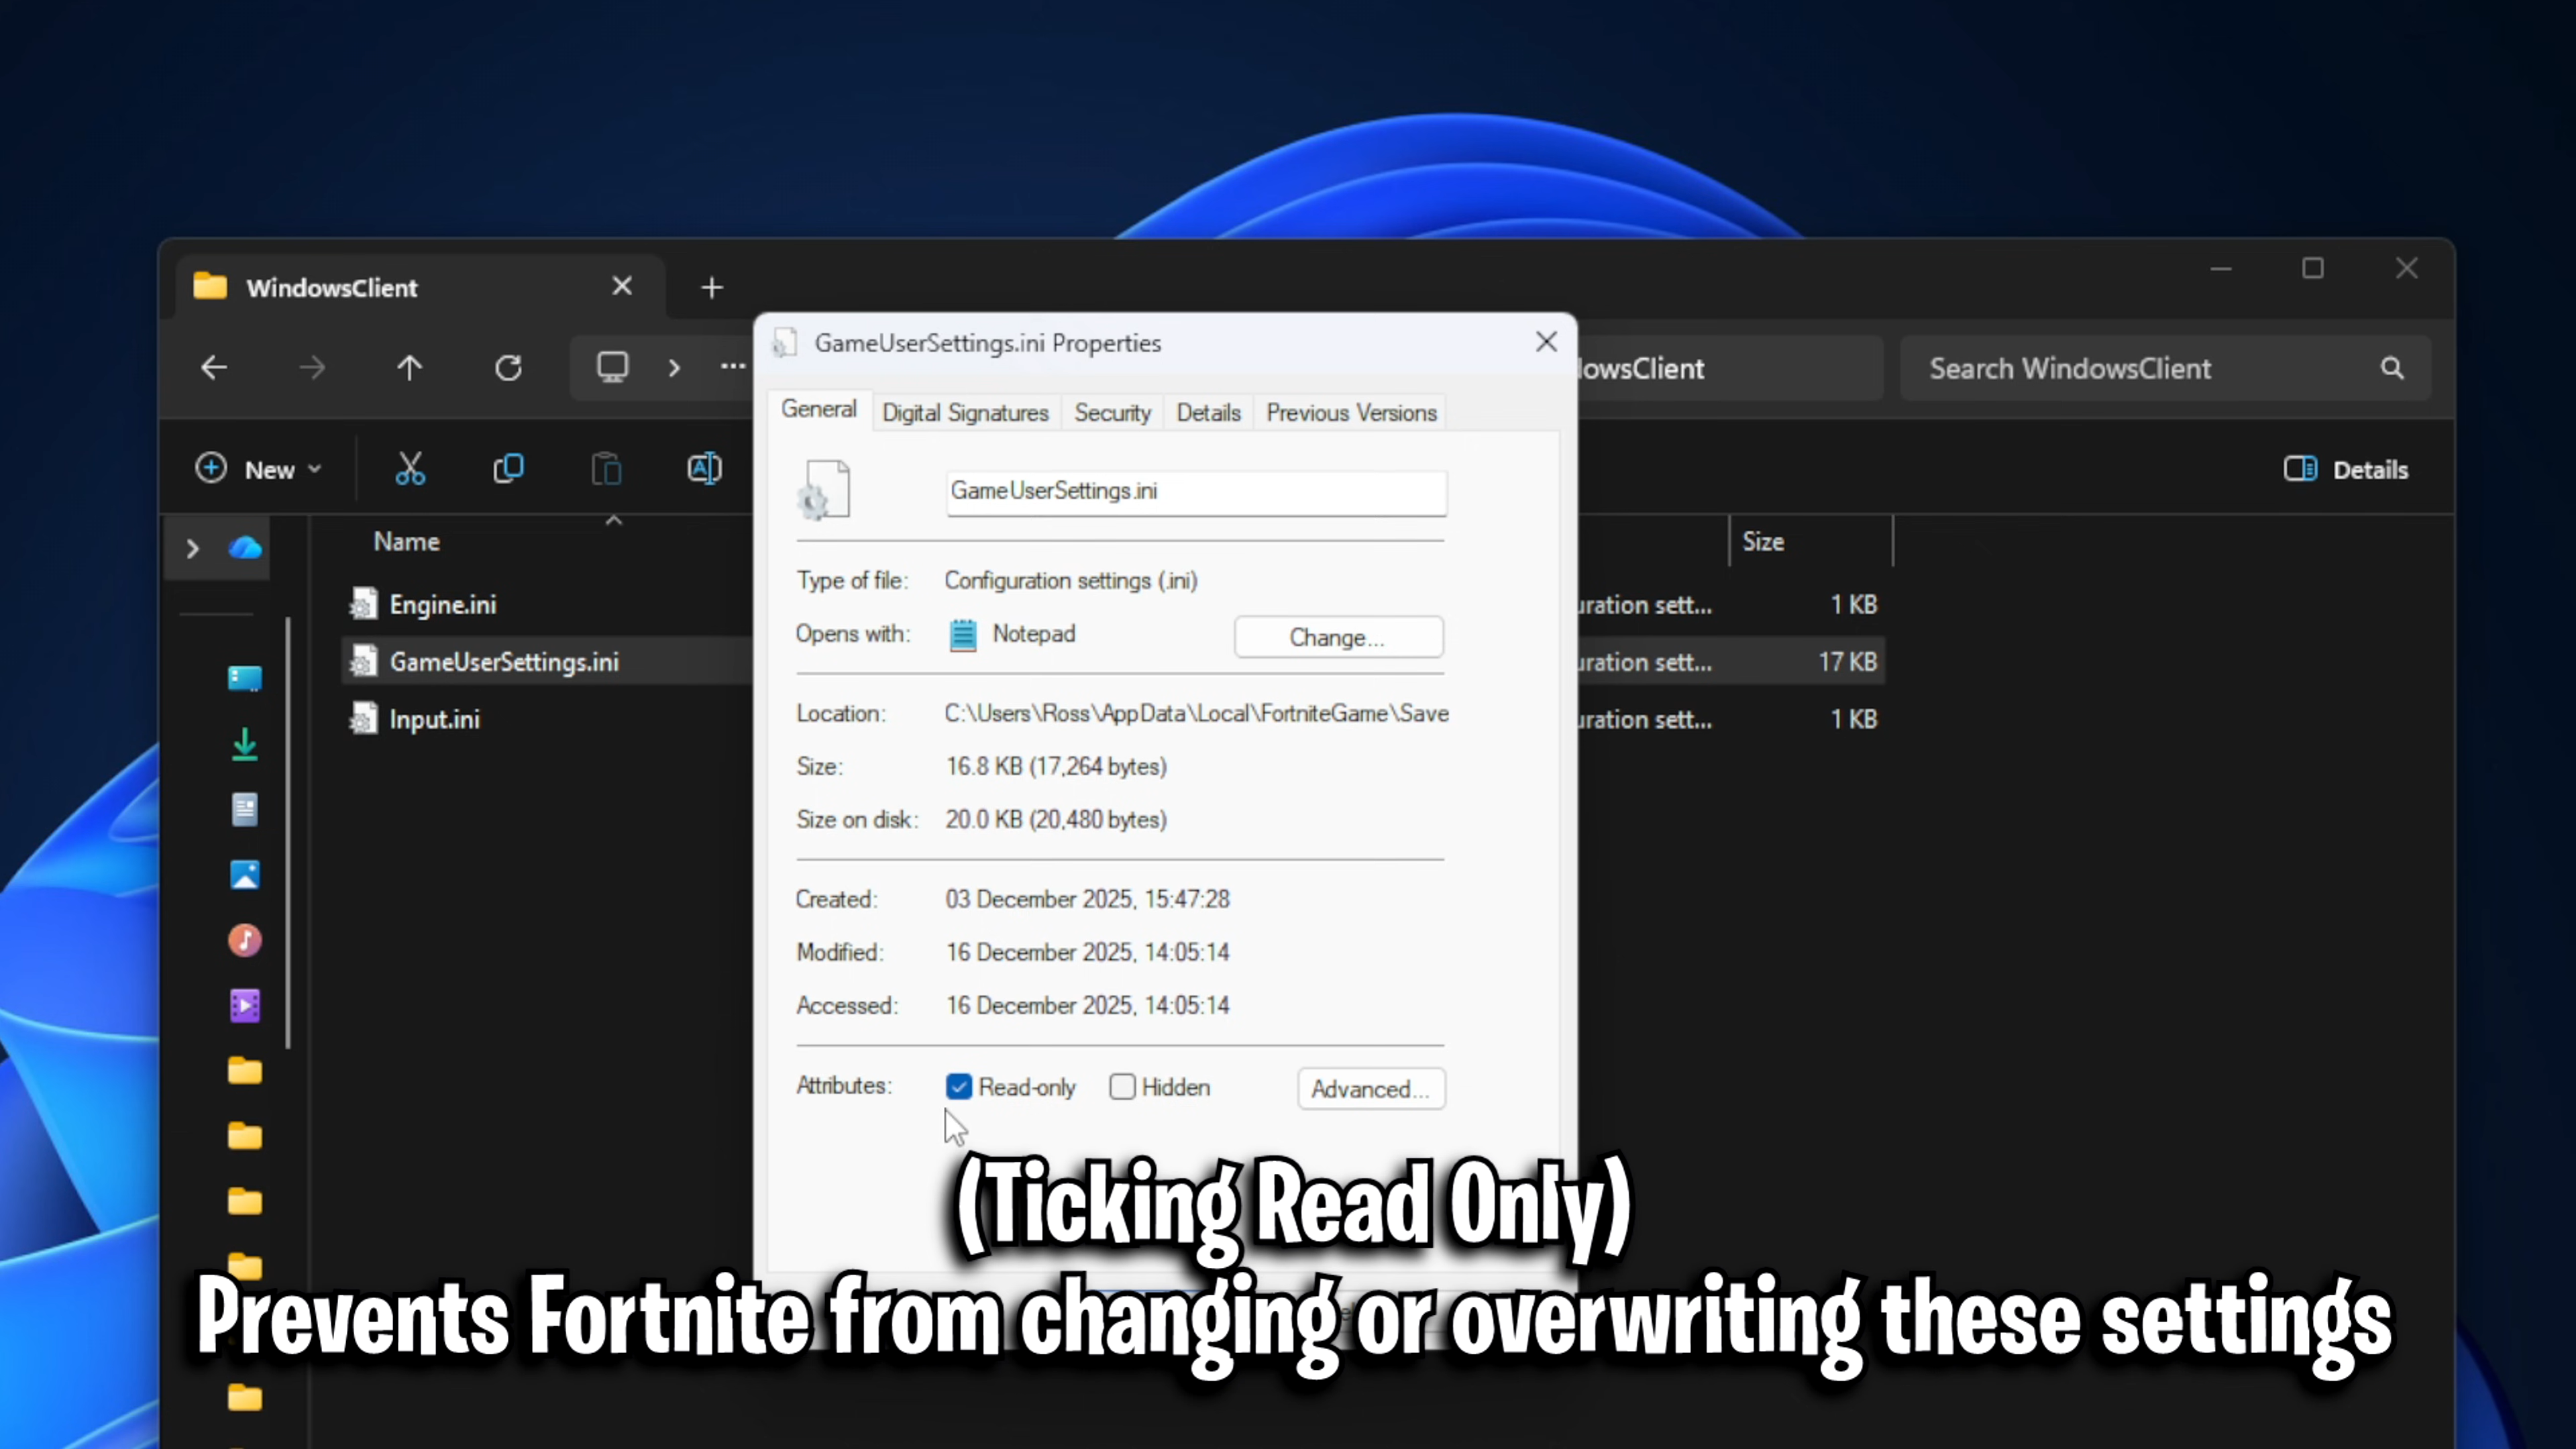 WindowsClient
GameUserSettings.ini Properties
lowsClient
Search WindowsClient
General
Digital Signatures
Security
Details
Previous Versions
New
Details
GameUserSettings.ini
Name
Size
Type of file:
Configuration settings (.ini)
Engine.ini
uration sett...
1 KB
Opens with:
Notepad
Change...
GameUserSettings.ini
uration sett...
17 KB
Location:
C:\Users\Ross\AppData\Local\FortniteGame\Save
Input.ini
uration sett...
1 KB
Size:
16.8 KB (17,264 bytes)
Size on disk:
20.0 KB (20,480 bytes)
Created:
03 December 2025, 15:47:28
Modified:
16 December 2025, 14:05:14
Accessed:
16 December 2025, 14:05:14
Attributes:
Read-only
Hidden
Advanced...
(Ticking Read Only)
Prevents Fortnite from changing or overwriting these settings